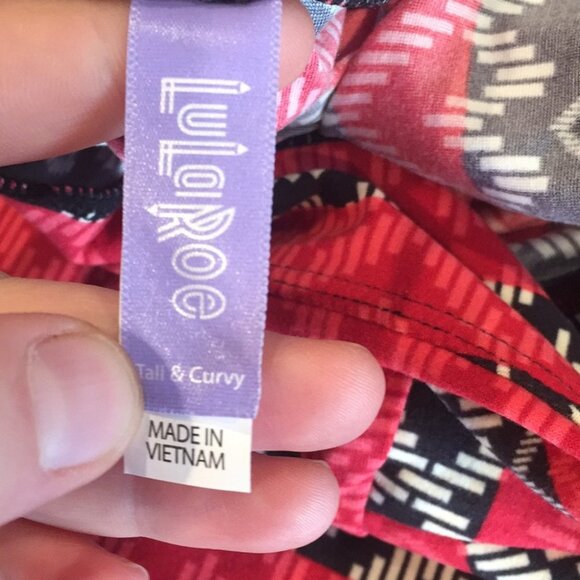 LuLaRoe
Tall & Curvy
MADE IN
VIETNAM